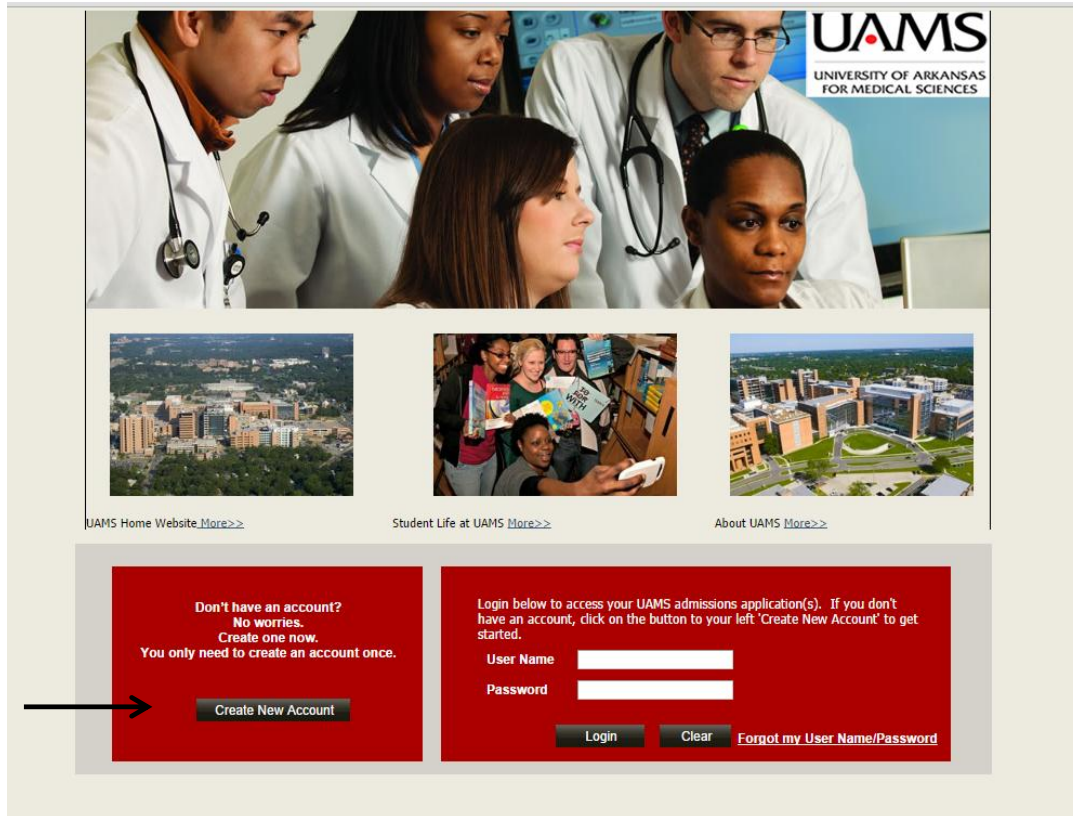 UAMS
UNIVERSITY OF ARKANSAS
FOR MEDICAL SCIENCES
UAMS Home Website More>>
Student Life at UAMS More>>
About UAMS More>>
Don't have an account?
No worries.
Create one now.
You only need to create an account once.
Create New Account
Login below to access your UAMS admissions application(s). If you don't
have an account, click on the button to your left 'Create New Account' to get
started.
User Name
Password
Login
Clear
Forgot my User Name/Password